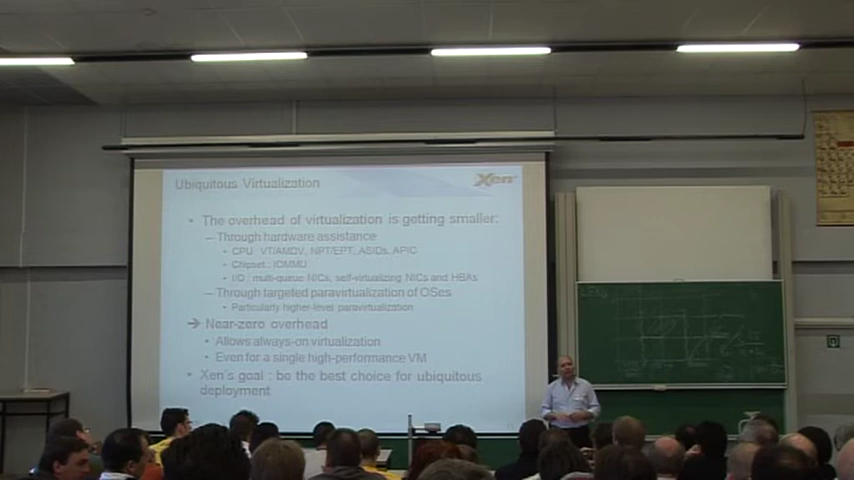 Ubiquitous Virtualization
Xen
• The overhead of virtualization is getting smaller:
– Through hardware assistance
• CPU : VT/AMDV, NPT/EPT, ASIDs, APIC
• Chipset : IOMMU
• I/O : multi-queue NICs, self-virtualizing NICs and HBAs
– Through targeted paravirtualization of OSes
• Particularly higher-level paravirtualization
➔ Near-zero overhead
• Allows always-on virtualization
• Even for a single high-performance VM
• Xen's goal : be the best choice for ubiquitous
deployment